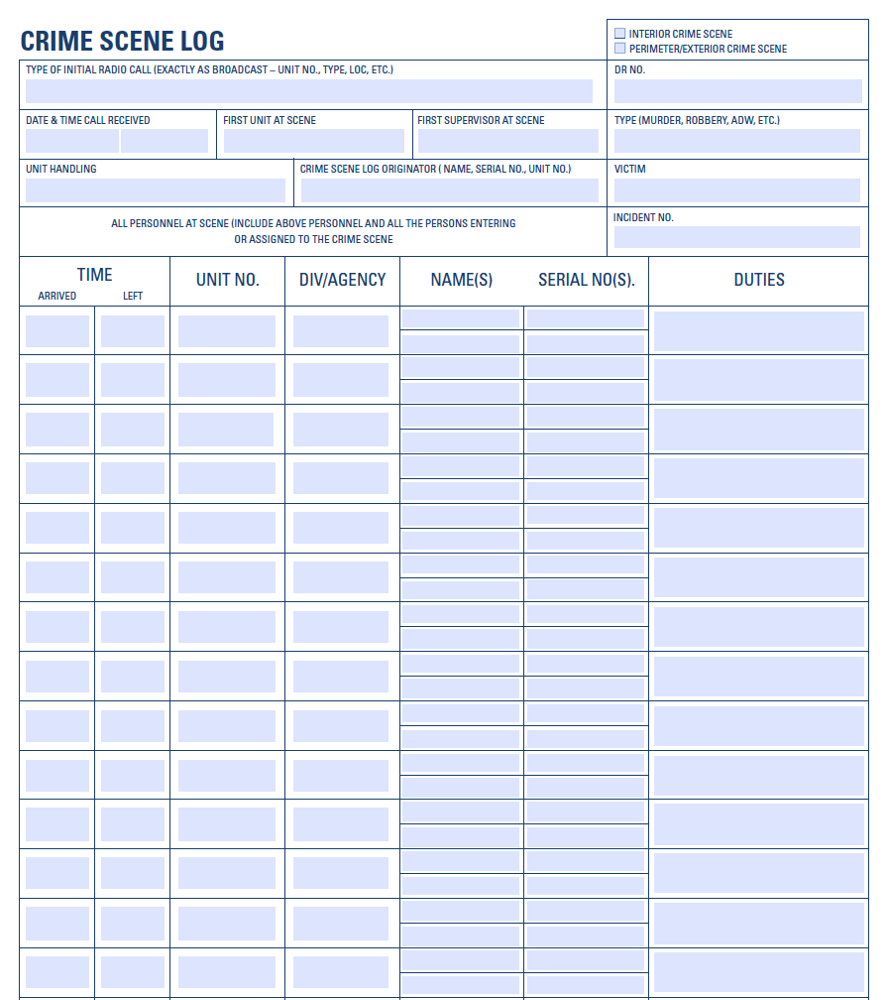 CRIME SCENE LOG
INTERIOR CRIME SCENE
PERIMETER/EXTERIOR CRIME SCENE
TYPE OF INITIAL RADIO CALL (EXACTLY AS BROADCAST – UNIT NO., TYPE, LOC, ETC.)
DR NO.
DATE & TIME CALL RECEIVED
FIRST UNIT AT SCENE
FIRST SUPERVISOR AT SCENE
TYPE (MURDER, ROBBERY, ADW, ETC.)
UNIT HANDLING
CRIME SCENE LOG ORIGINATOR ( NAME, SERIAL NO., UNIT NO.)
VICTIM
ALL PERSONNEL AT SCENE (INCLUDE ABOVE PERSONNEL AND ALL THE PERSONS ENTERING
OR ASSIGNED TO THE CRIME SCENE
INCIDENT NO.
TIME
ARRIVED
LEFT
UNIT NO.
DIV/AGENCY
NAME(S)
SERIAL NO(S).
DUTIES